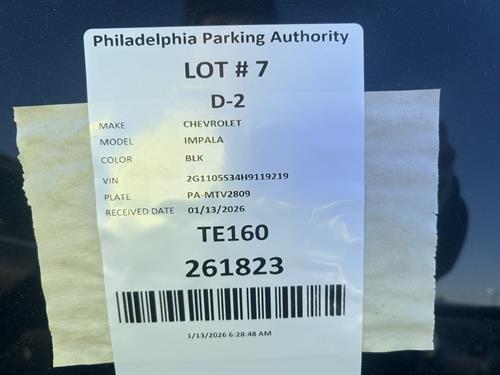 Philadelphia Parking Authority
LOT # 7
D-2
MAKE CHEVROLET
MODEL IMPALA
COLOR BLK
VIN 2G1105S34H9119219
PLATE PA-MTV2809
RECEIVED DATE 01/13/2026
TE160
261823
1/13/2026 6:28:48 AM